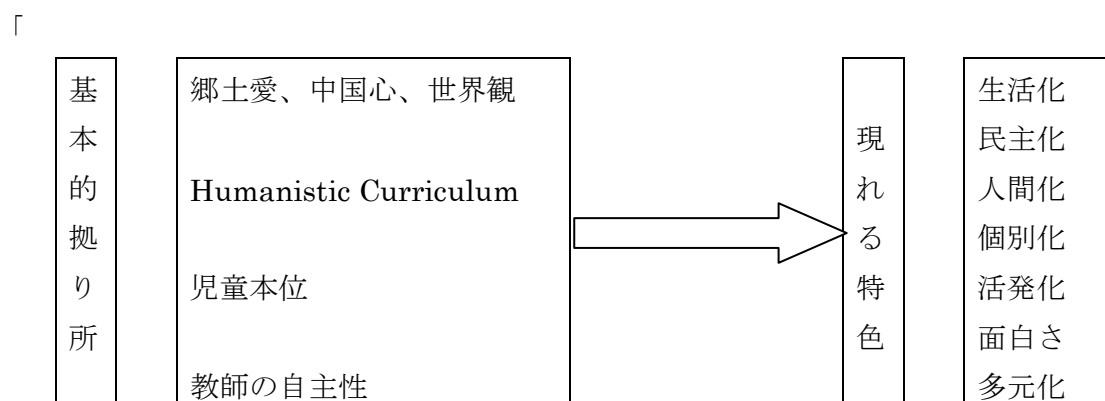 「
基本的拠り所
郷土愛、中国心、世界観
Humanistic Curriculum
児童本位
教師の自主性
現れる特色
生活化
民主化
人間化
個別化
活発化
面白さ
多元化